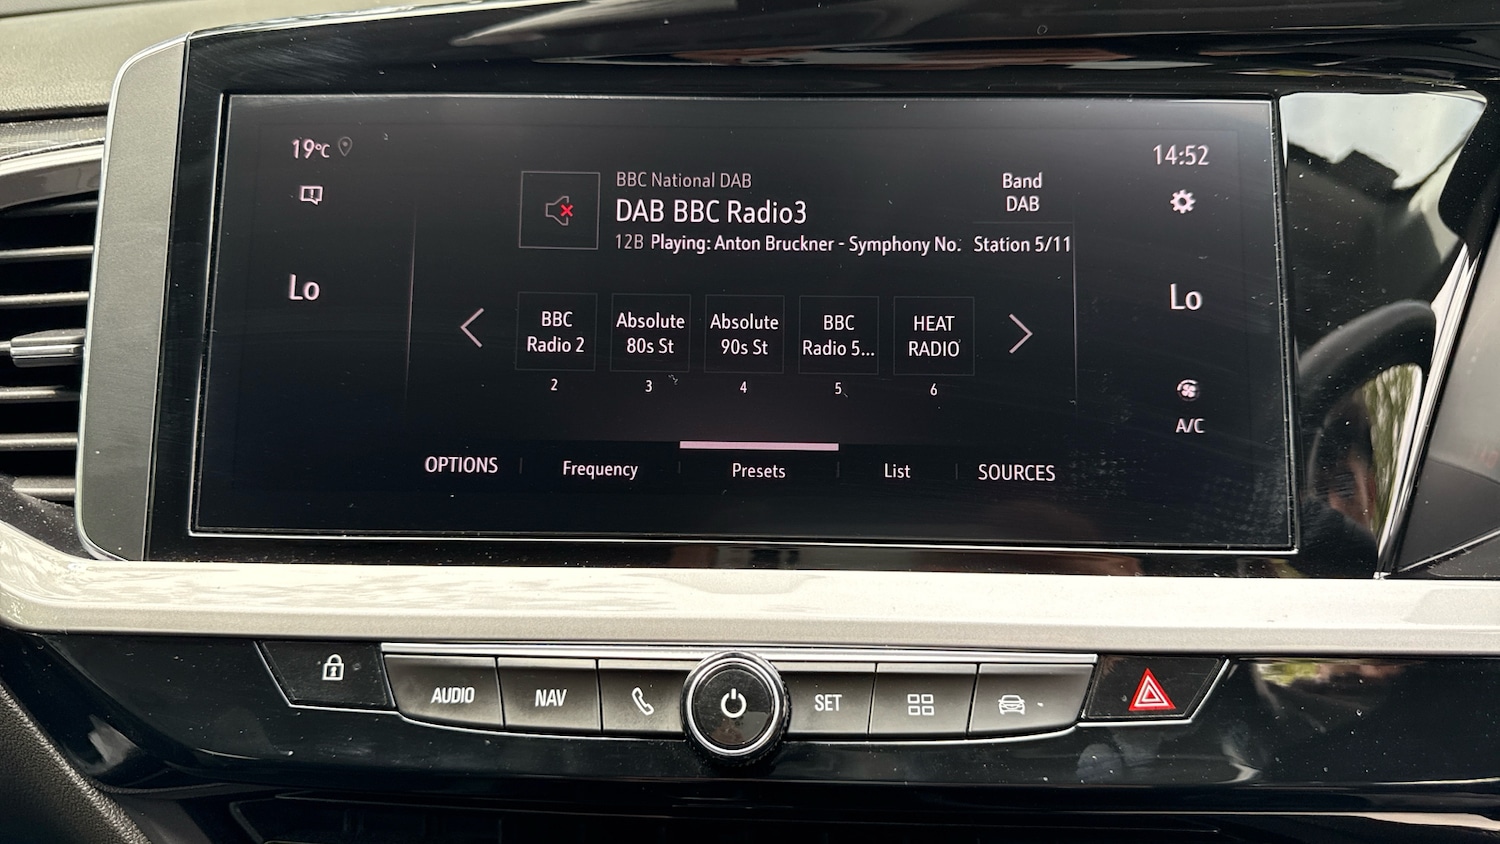 19°C
14:52
BBC National DAB
DAB BBC Radio3
12B Playing: Anton Bruckner - Symphony No.
Band
DAB
Station 5/11
Lo
Lo
BBC
Radio 2
2
Absolute
80s St
3
Absolute
90s St
4
BBC
Radio 5...
5
HEAT
RADIO
6
A/C
OPTIONS
Frequency
Presets
List
SOURCES
AUDIO
NAV
SET